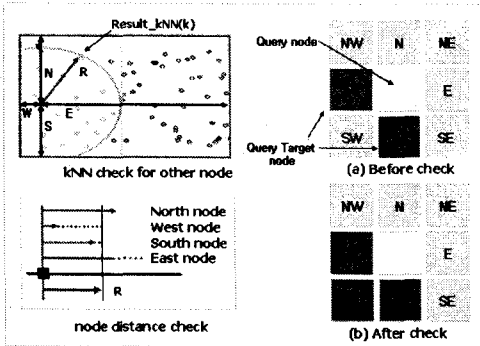 Result_kNN(k)
N
R
W
E
S
kNN check for other node
North node
West node
South node
East node
R
node distance check
Query node
NW N NE
E
SW SE
Query Target
node
(a) Before check
NW N NE
E
SE
(b) After check